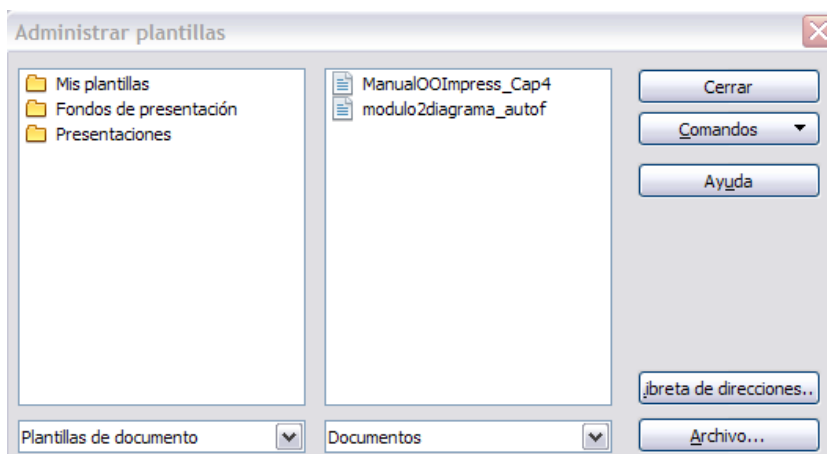 Administrar plantillas
Mis plantillas
Fondos de presentación
Presentaciones
ManualOOImpress_Cap4
modulo2diagrama_autof
Cerrar
Comandos
Ayuda
ibreta de direcciones..
Archivo...
Plantillas de documento
Documentos